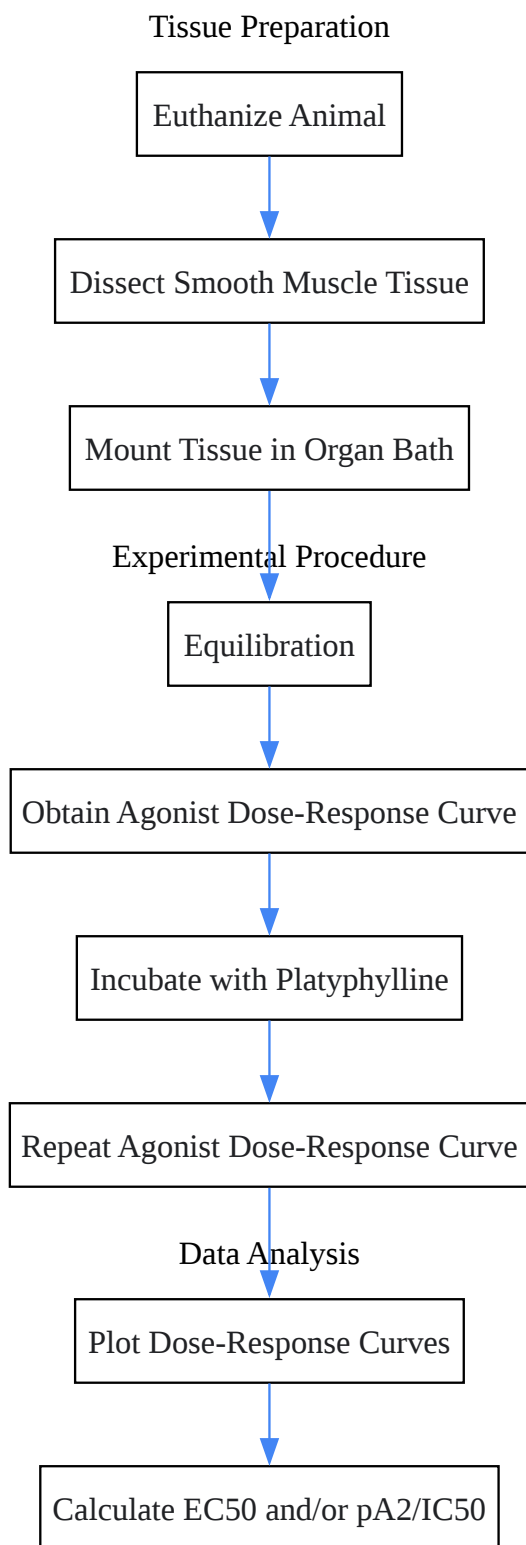 Tissue Preparation
Euthanize Animal
Dissect Smooth Muscle Tissue
Mount Tissue in Organ Bath
Experimental Procedure
Equilibration
Obtain Agonist Dose-Response Curve
Incubate with Platyphylline
Repeat Agonist Dose-Response Curve
Data Analysis
Plot Dose-Response Curves
Calculate EC50 and/or pA2/IC50